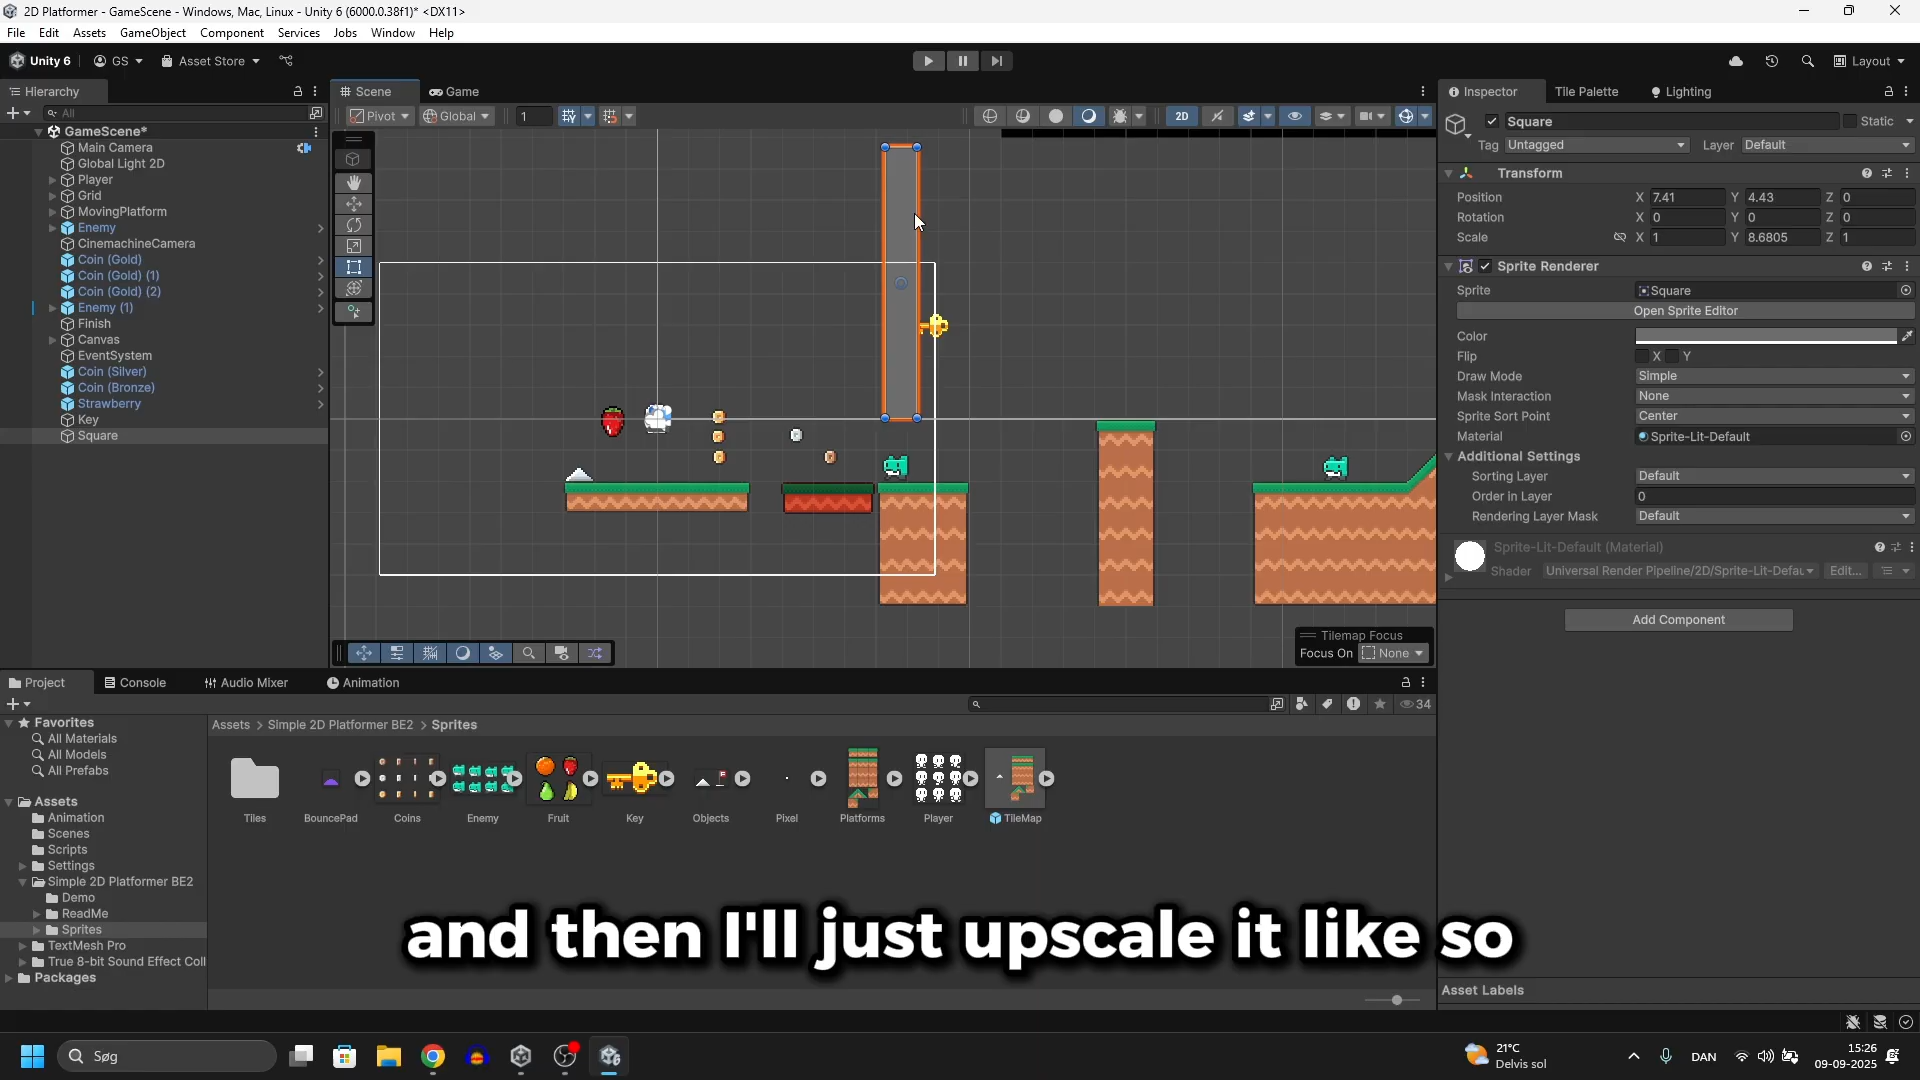 2D Platformer - GameScene - Windows, Mac, Linux - Unity 6 (6000.0.38f1)* <DX11>
File Edit Assets GameObject Component Services Jobs Window Help
Unity 6 GS Asset Store Layout
Hierarchy
All
GameScene*
Main Camera
Global Light 2D
Player
Grid
MovingPlatform
Enemy
CinemachineCamera
Coin (Gold)
Coin (Gold) (1)
Coin (Gold) (2)
Enemy (1)
Finish
Canvas
EventSystem
Coin (Silver)
Coin (Bronze)
Strawberry
Key
Square
Scene Game
Pivot Global 1 2D
Tilemap Focus
Focus On None
Inspector Tile Palette Lighting
Square Static
Tag Untagged Layer Default
Transform
Position X 7.41 Y 4.43 Z 0
Rotation X 0 Y 0 Z 0
Scale X 1 Y 8.6805 Z 1
Sprite Renderer
Sprite Square
Open Sprite Editor
Color
Flip X Y
Draw Mode Simple
Mask Interaction None
Sprite Sort Point Center
Material Sprite-Lit-Default
Additional Settings
Sorting Layer Default
Order in Layer 0
Rendering Layer Mask Default
Sprite-Lit-Default (Material)
Shader Universal Render Pipeline/2D/Sprite-Lit-Defau Edit...
Add Component
Asset Labels
Project Console Audio Mixer Animation
34
Favorites
All Materials
All Models
All Prefabs
Assets
Animation
Scenes
Scripts
Settings
Simple 2D Platformer BE2
Demo
ReadMe
Sprites
TextMesh Pro
True 8-bit Sound Effect Coll
Packages
Assets > Simple 2D Platformer BE2 > Sprites
Tiles BouncePad Coins Enemy Fruit Key Objects Pixel Platforms Player TileMap
and then I'll just upscale it like so
Søg
21°C
Delvis sol
DAN
15:26
09-09-2025